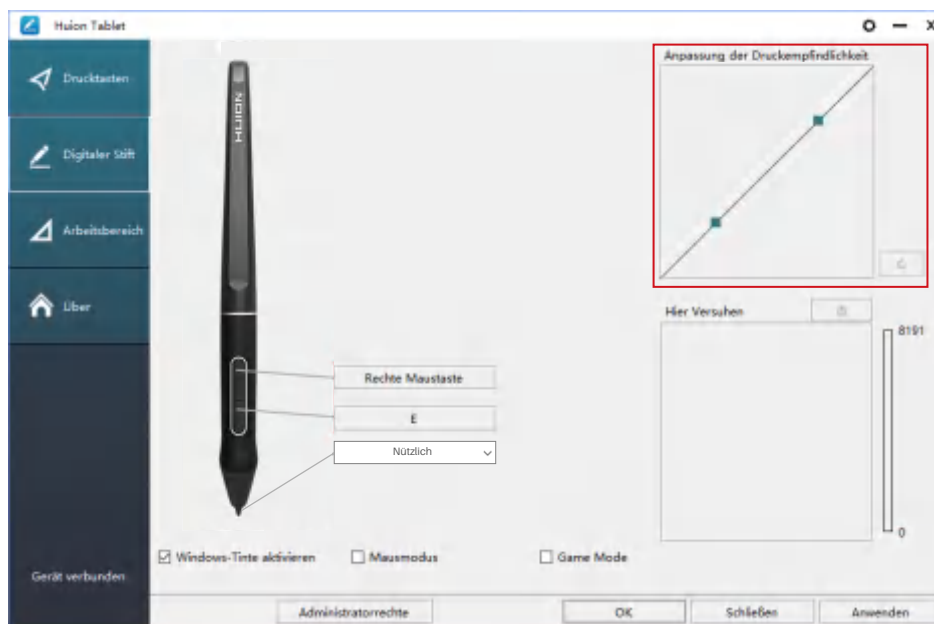 Huion Tablet
Drucktasten
Digitaler Stift
Arbeitsbereich
Über
Gerät verbunden
HUION
Rechte Maustaste
E
Nützlich
Anpassung der Druckempfindlichkeit
Hier Versuhen
8191
0
Windows-Tinte aktivieren
Mausmodus
Game Mode
Administratorrechte
OK
Schließen
Anwenden